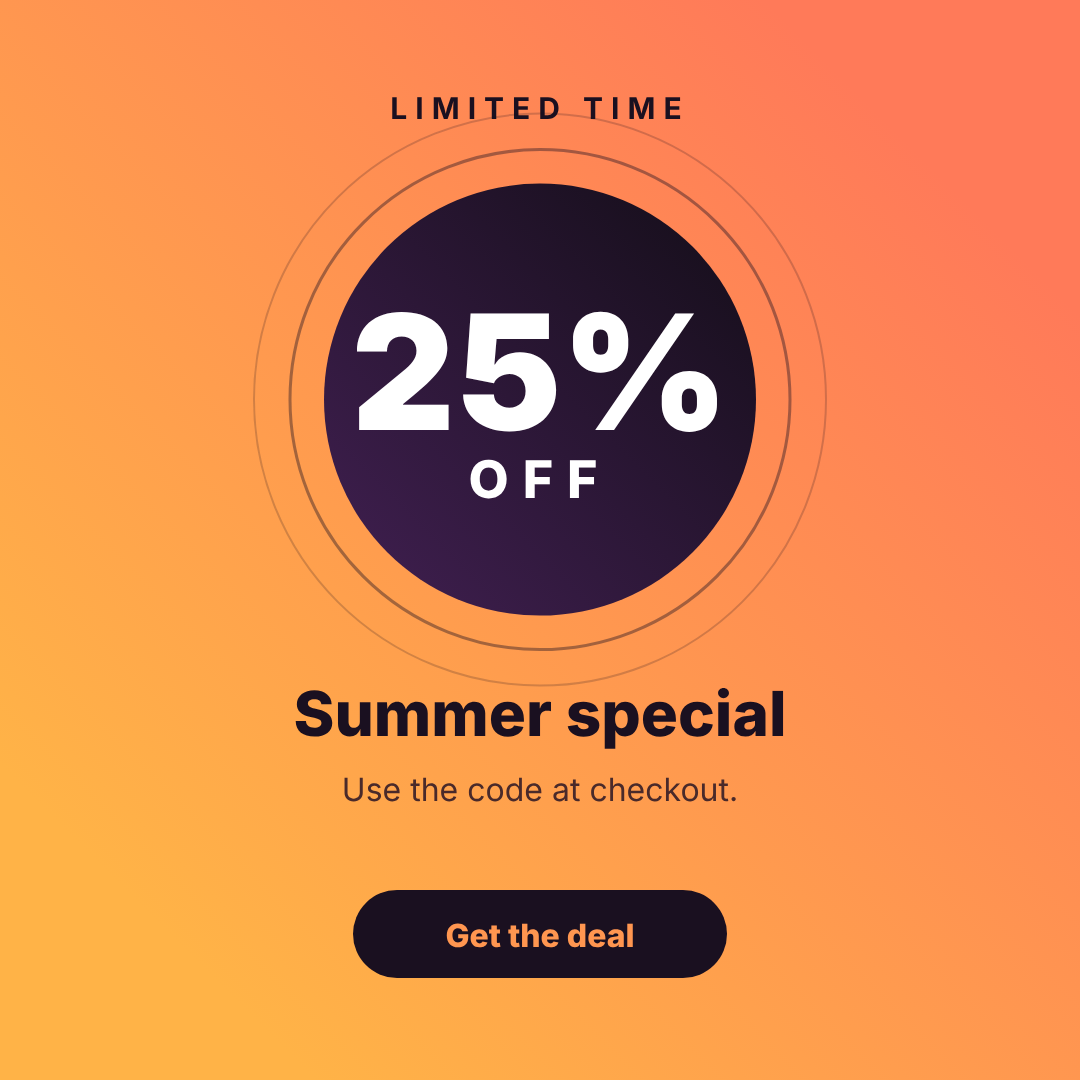 LIMITED TIME
25%
OFF
Summer special
Use the code at checkout.
Get the deal